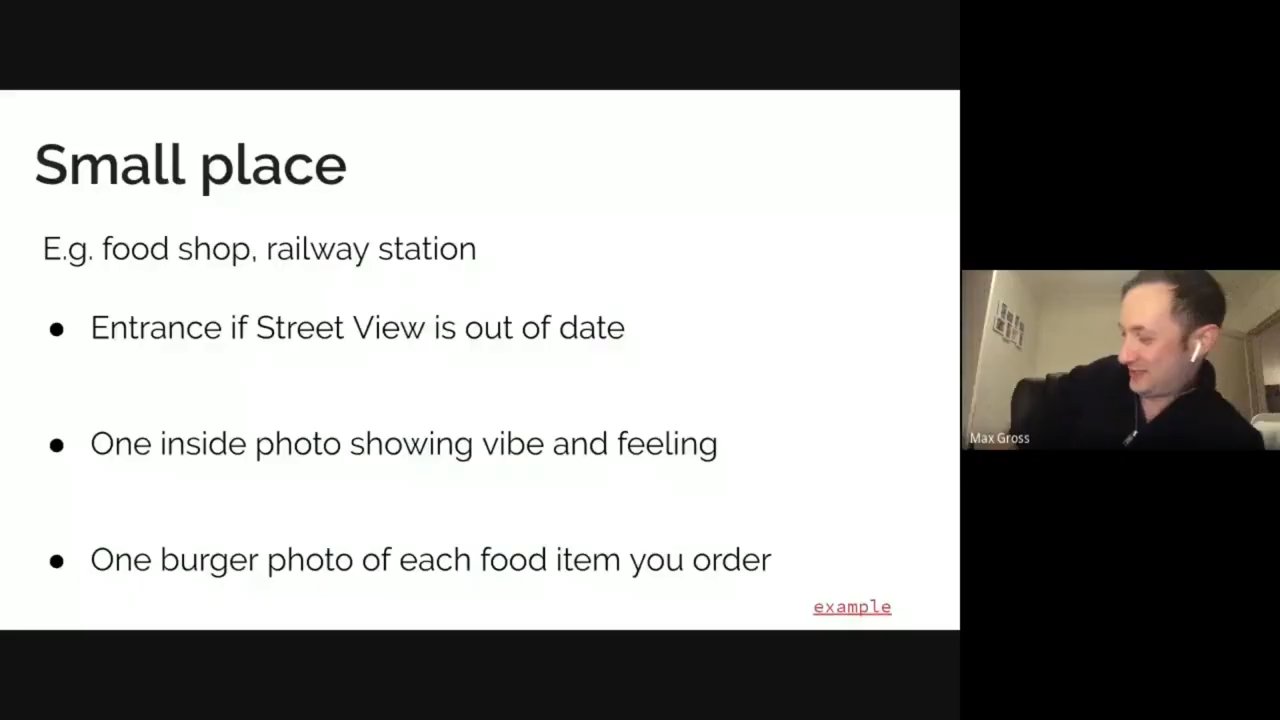 Small place
E.g. food shop, railway station
● Entrance if Street View is out of date
● One inside photo showing vibe and feeling
● One burger photo of each food item you order
example
Max Gross